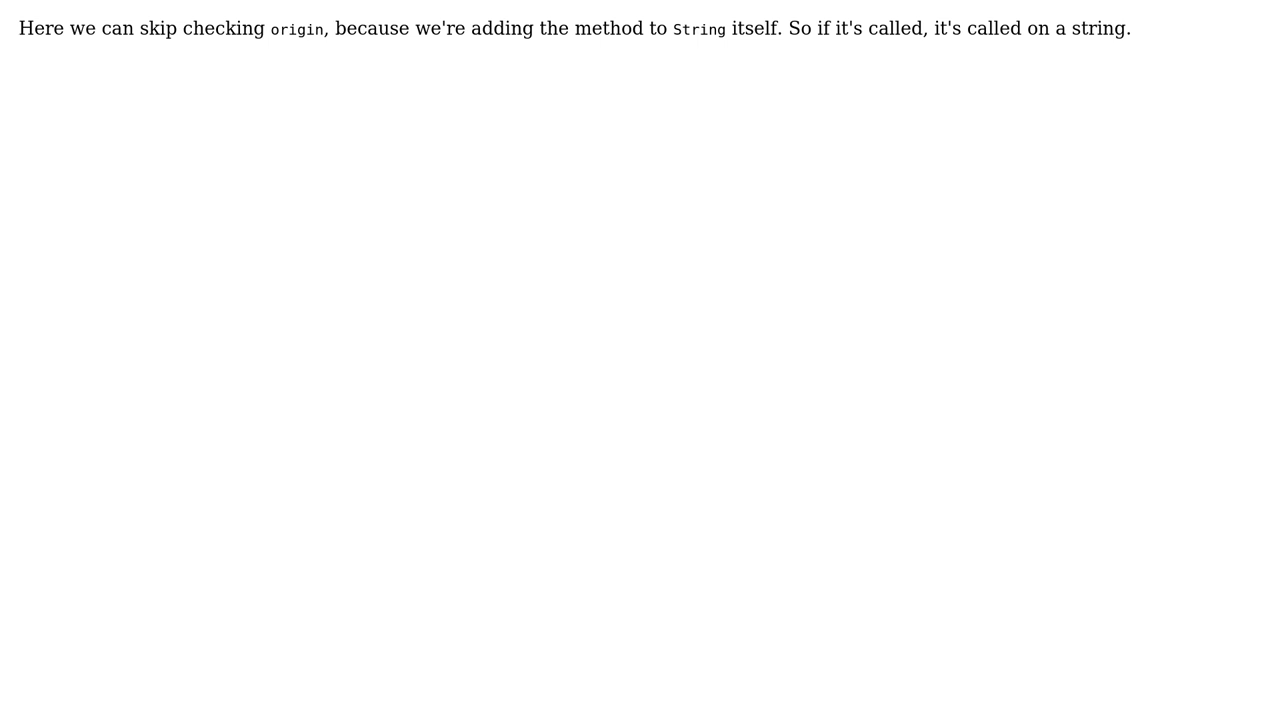 Here we can skip checking origin, because we're adding the method to String itself. So if it's called, it's called on a string.